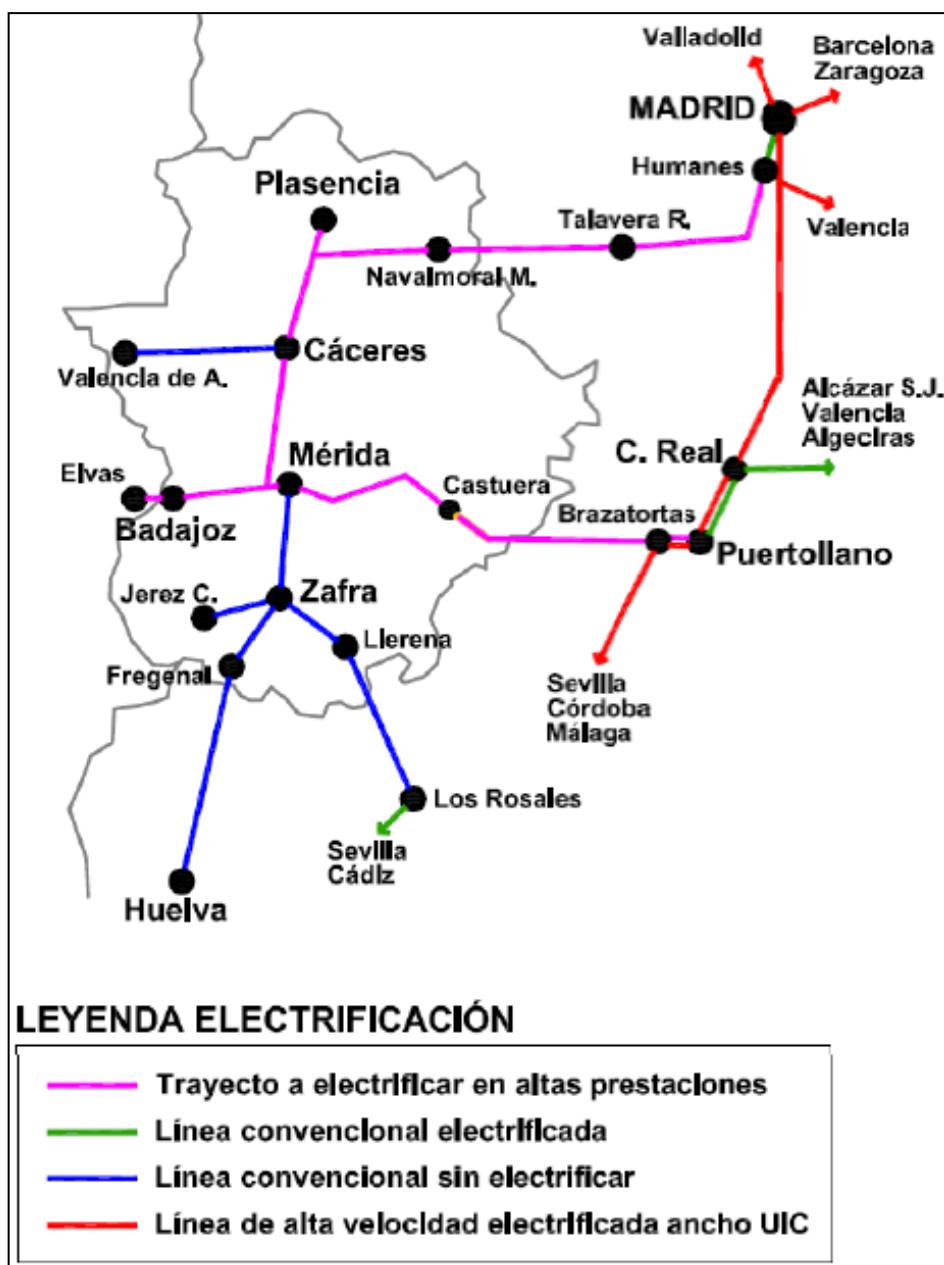 Valladolid
Barcelona
Zaragoza
MADRID
Humanes
Plasencia
Talavera R.
Valencia
Navalmoral M.
Cáceres
Valencia de A.
Alcázar S.J.
Valencia
Algeciras
C. Real
Mérida
Elvas
Castuera
Badajoz
Brazatortas
Puertollano
Jerez C.
Zafra
Llerena
Fregenal
Sevilla
Córdoba
Málaga
Los Rosales
Sevilla
Cádiz
Huelva
LEYENDA ELECTRIFICACIÓN
Trayecto a electrificar en altas prestaciones
Línea convencional electrificada
Línea convencional sin electrificar
Línea de alta velocidad electrificada ancho UIC